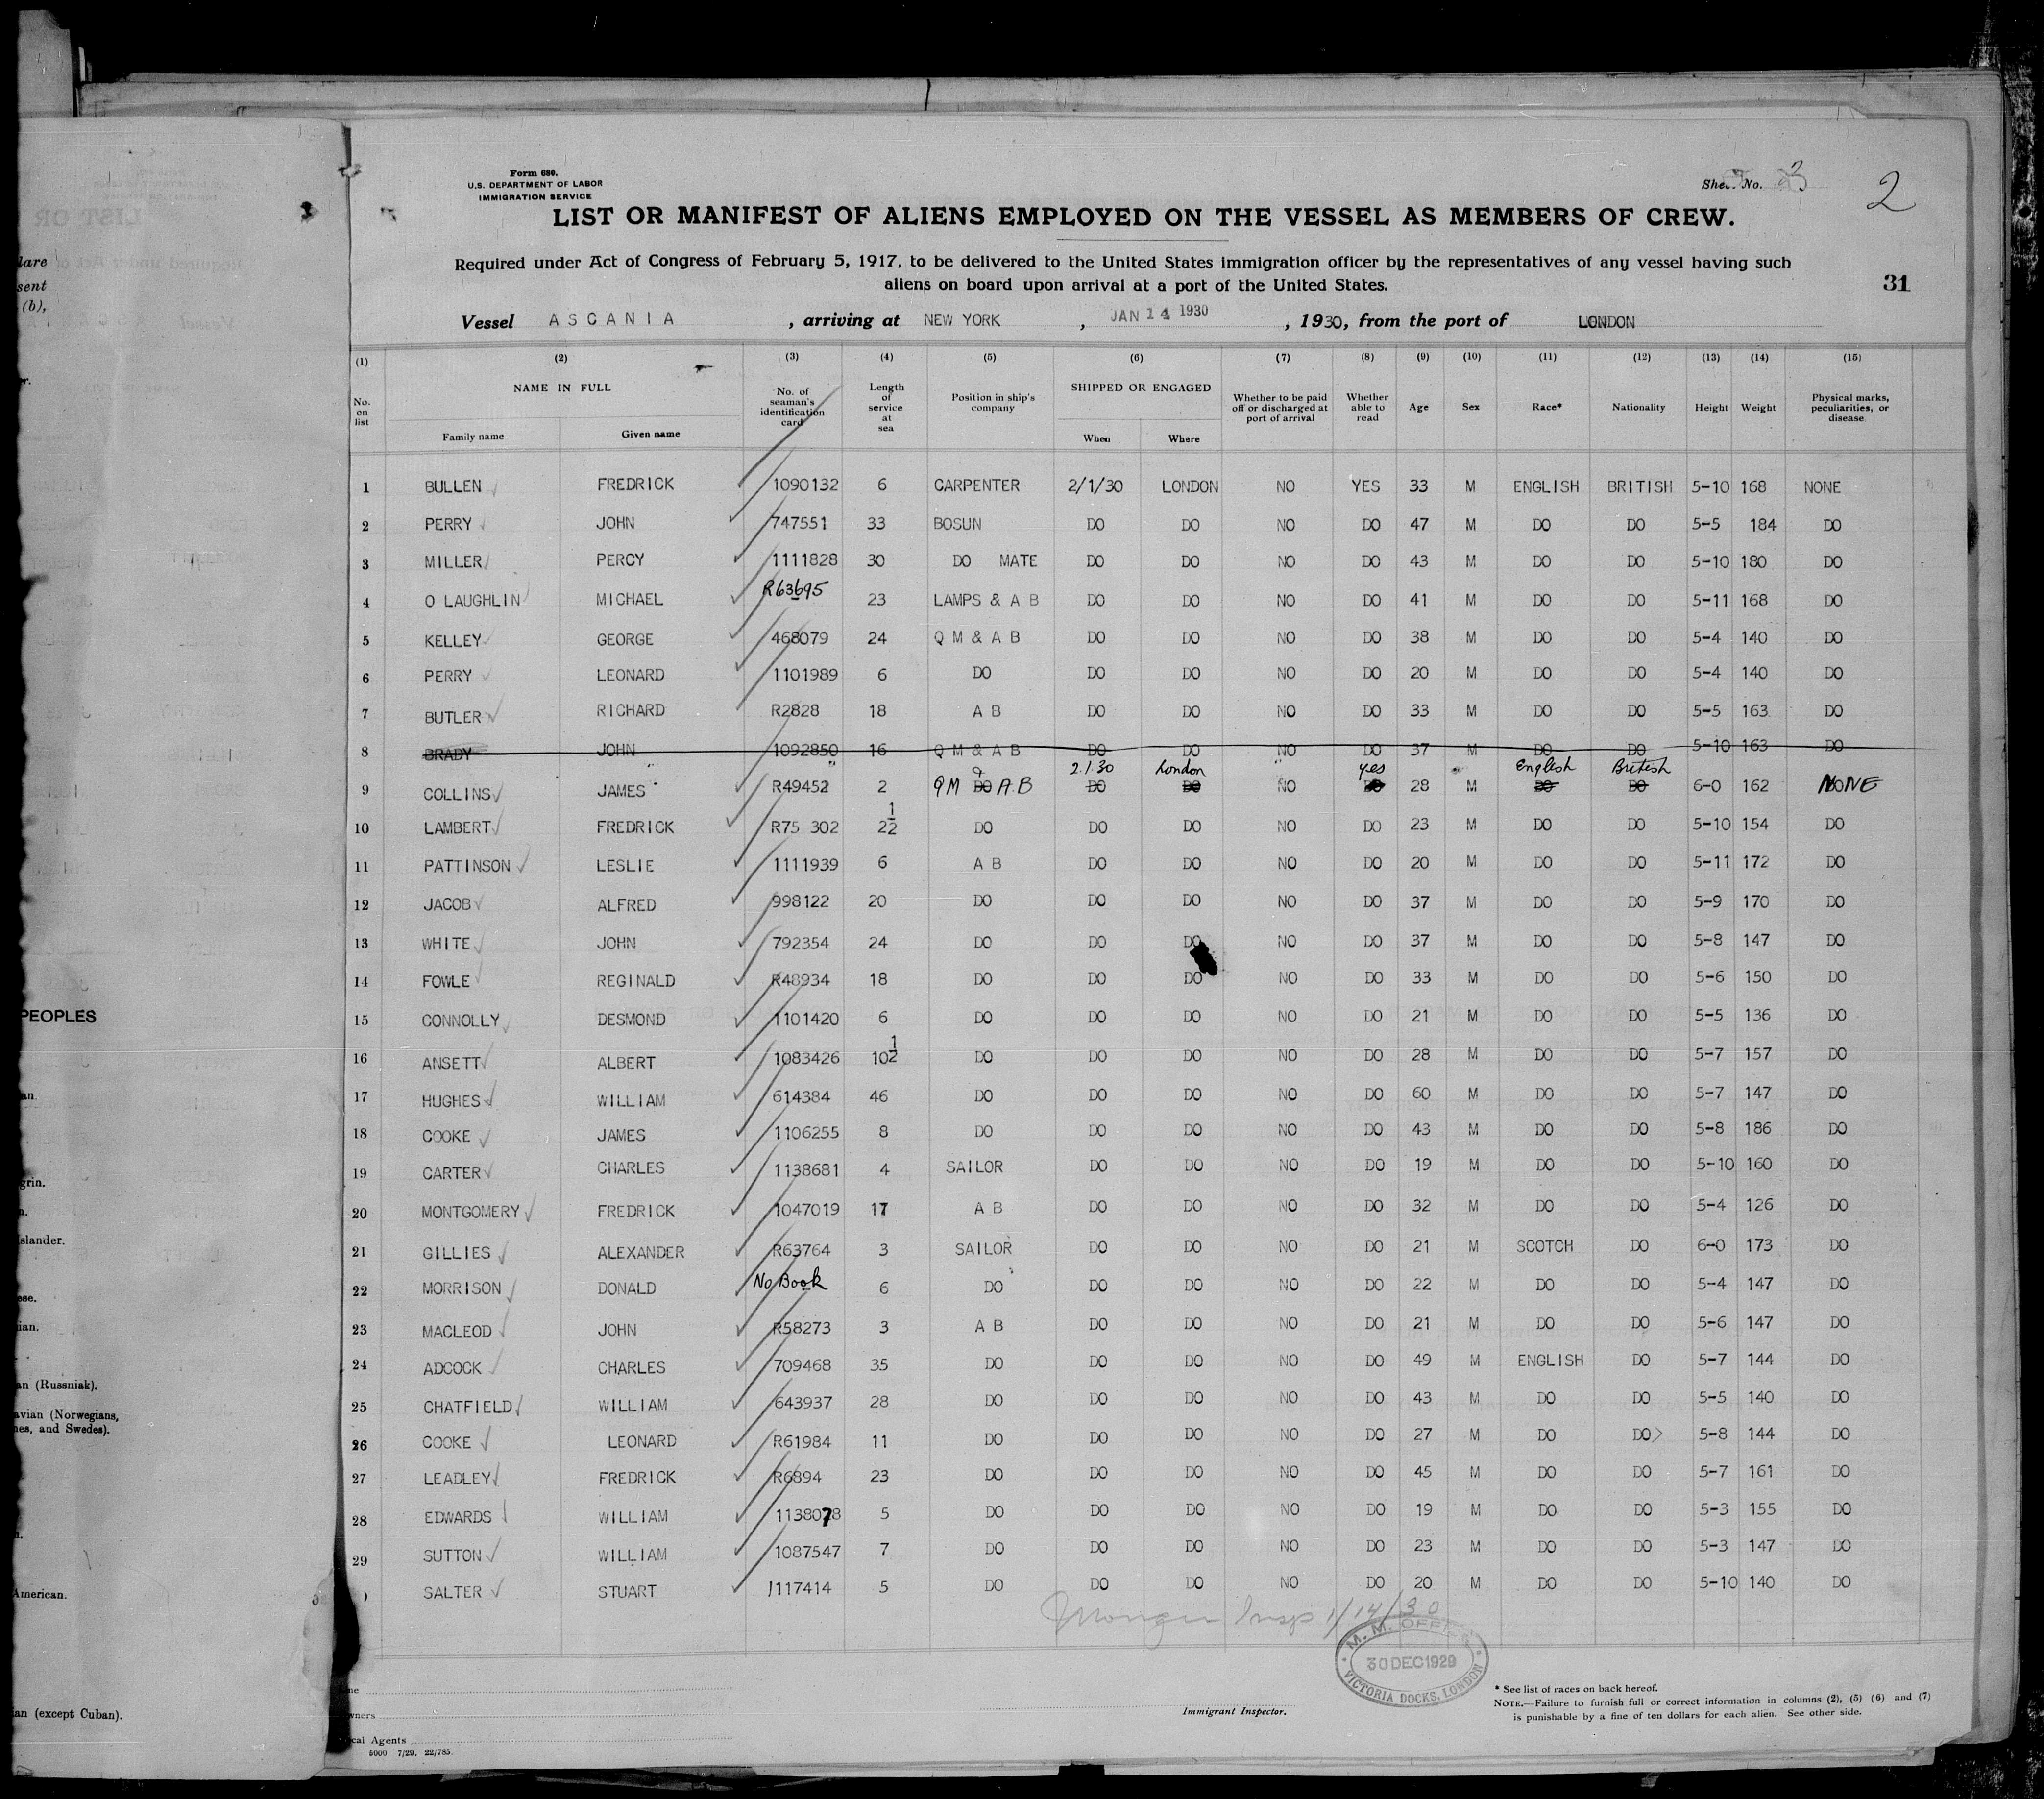 Form 680.
U.S. DEPARTMENT OF LABOR
IMMIGRATION SERVICE
Sheet No.
2
LIST OR MANIFEST OF ALIENS EMPLOYED ON THE VESSEL AS MEMBERS OF CREW.
Required under Act of Congress of February 5, 1917, to be delivered to the United States immigration officer by the representatives of any vessel having such
aliens on board upon arrival at a port of the United States.
31
Vessel ASCANIA , arriving at NEW YORK , JAN 14 1930 , 1930, from the port of LONDON
(1) (2) (3) (4) (5) (6) (7) (8) (9) (10) (11) (12) (13) (14) (15)
No. on list NAME IN FULL Family name Given name No. of seaman's identification card Length of service at sea Position in ship's company SHIPPED OR ENGAGED When Where Whether to be paid off or discharged at port of arrival Whether able to read Age Sex Race* Nationality Height Weight Physical marks, peculiarities, or disease
1 BULLEN FREDRICK 1090132 6 CARPENTER 2/1/30 LONDON NO YES 33 M ENGLISH BRITISH 5-10 168 NONE
2 PERRY JOHN 747551 33 BOSUN DO DO NO DO 47 M DO DO 5-5 184 DO
3 MILLER PERCY 1111828 30 DO MATE DO DO NO DO 43 M DO DO 5-10 180 DO
4 O LAUGHLIN MICHAEL R63695 23 LAMPS & A B DO DO NO DO 41 M DO DO 5-11 168 DO
5 KELLEY GEORGE 468079 24 Q M & A B DO DO NO DO 38 M DO DO 5-4 140 DO
6 PERRY LEONARD 1101989 6 DO DO DO NO DO 20 M DO DO 5-4 140 DO
7 BUTLER RICHARD R2828 18 A B DO DO NO DO 33 M DO DO 5-5 163 DO
8 BRADY JOHN 1092850 16 Q M & A B DO DO NO DO 37 M DO DO 5-10 163 DO
2.1.30 London yes English British
9 COLLINS JAMES R49452 2 QM DO A.B DO DO NO DO 28 M DO DO 6-0 162 NONE
10 LAMBERT FREDRICK R75 302 2½ DO DO DO NO DO 23 M DO DO 5-10 154 DO
11 PATTINSON LESLIE 1111939 6 A B DO DO NO DO 20 M DO DO 5-11 172 DO
12 JACOB ALFRED 998122 20 DO DO DO NO DO 37 M DO DO 5-9 170 DO
13 WHITE JOHN 792354 24 DO DO DO NO DO 37 M DO DO 5-8 147 DO
14 FOWLE REGINALD R48934 18 DO DO DO NO DO 33 M DO DO 5-6 150 DO
15 CONNOLLY DESMOND 1101420 6 DO DO DO NO DO 21 M DO DO 5-5 136 DO
16 ANSETT ALBERT 1083426 10½ DO DO DO NO DO 28 M DO DO 5-7 157 DO
17 HUGHES WILLIAM 614384 46 DO DO DO NO DO 60 M DO DO 5-7 147 DO
18 COOKE JAMES 1106255 8 DO DO DO NO DO 43 M DO DO 5-8 186 DO
19 CARTER CHARLES 1138681 4 SAILOR DO DO NO DO 19 M DO DO 5-10 160 DO
20 MONTGOMERY FREDRICK 1047019 17 A B DO DO NO DO 32 M DO DO 5-4 126 DO
21 GILLIES ALEXANDER R63764 3 SAILOR DO DO NO DO 21 M SCOTCH DO 6-0 173 DO
22 MORRISON DONALD No Book 6 DO DO DO NO DO 22 M DO DO 5-4 147 DO
23 MACLEOD JOHN R58273 3 A B DO DO NO DO 21 M DO DO 5-6 147 DO
24 ADCOCK CHARLES 709468 35 DO DO DO NO DO 49 M ENGLISH DO 5-7 144 DO
25 CHATFIELD WILLIAM 643937 28 DO DO DO NO DO 43 M DO DO 5-5 140 DO
26 COOKE LEONARD R61984 11 DO DO DO NO DO 27 M DO DO 5-8 144 DO
27 LEADLEY FREDRICK R6894 23 DO DO DO NO DO 45 M DO DO 5-7 161 DO
28 EDWARDS WILLIAM 1138078 5 DO DO DO NO DO 19 M DO DO 5-3 155 DO
29 SUTTON WILLIAM 1087547 7 DO DO DO NO DO 23 M DO DO 5-3 147 DO
SALTER STUART 1117414 5 DO DO DO NO DO 20 M DO DO 5-10 140 DO
Insp 1/14/30
M. M. OFFICE
30 DEC 1929
VICTORIA DOCKS, LONDON
Immigrant Inspector.
* See list of races on back hereof.
NOTE.—Failure to furnish full or correct information in columns (2), (5) (6) and (7)
is punishable by a fine of ten dollars for each alien. See other side.
Agents
5000 7/29. 22/785.
(b),
PEOPLES
(Russniak).
(Norwegians,
and Swedes).
American.
(except Cuban).